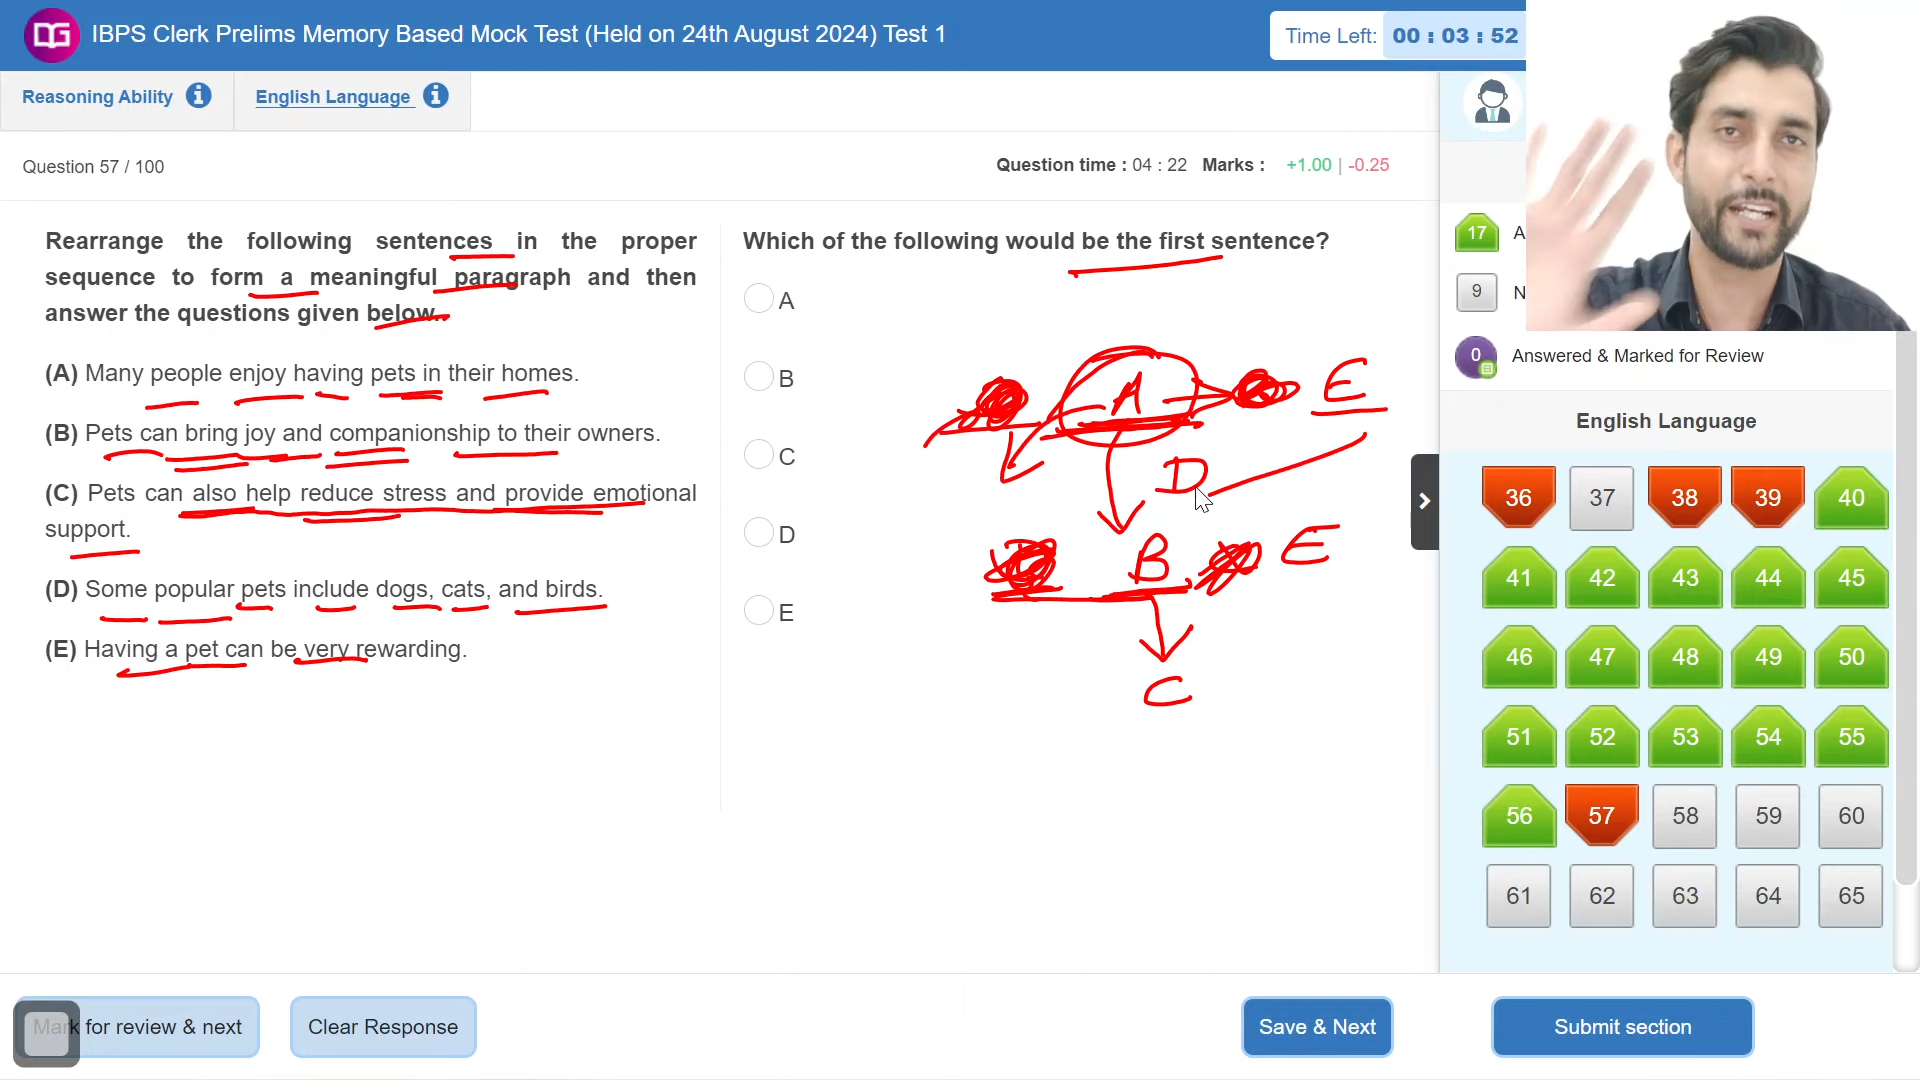 IBPS Clerk Prelims Memory Based Mock Test (Held on 24th August 2024) Test 1
Time Left: 00 : 03 : 52
Reasoning Ability i English Language i
Question 57 / 100
Question time : 04 : 22 Marks : +1.00 | -0.25
Rearrange the following sentences in the proper
sequence to form a meaningful paragraph and then
answer the questions given below..
(A) Many people enjoy having pets in their homes.
(B) Pets can bring joy and companionship to their owners.
(C) Pets can also help reduce stress and provide emotional
support.
(D) Some popular pets include dogs, cats, and birds.
(E) Having a pet can be very rewarding.
Which of the following would be the first sentence?
A
B
C
D
E
A E
D
B E
C
17 A
9 N
0 Answered & Marked for Review
English Language
36 37 38 39 40
41 42 43 44 45
46 47 48 49 50
51 52 53 54 55
56 57 58 59 60
61 62 63 64 65
Mark for review & next
Clear Response
Save & Next
Submit section